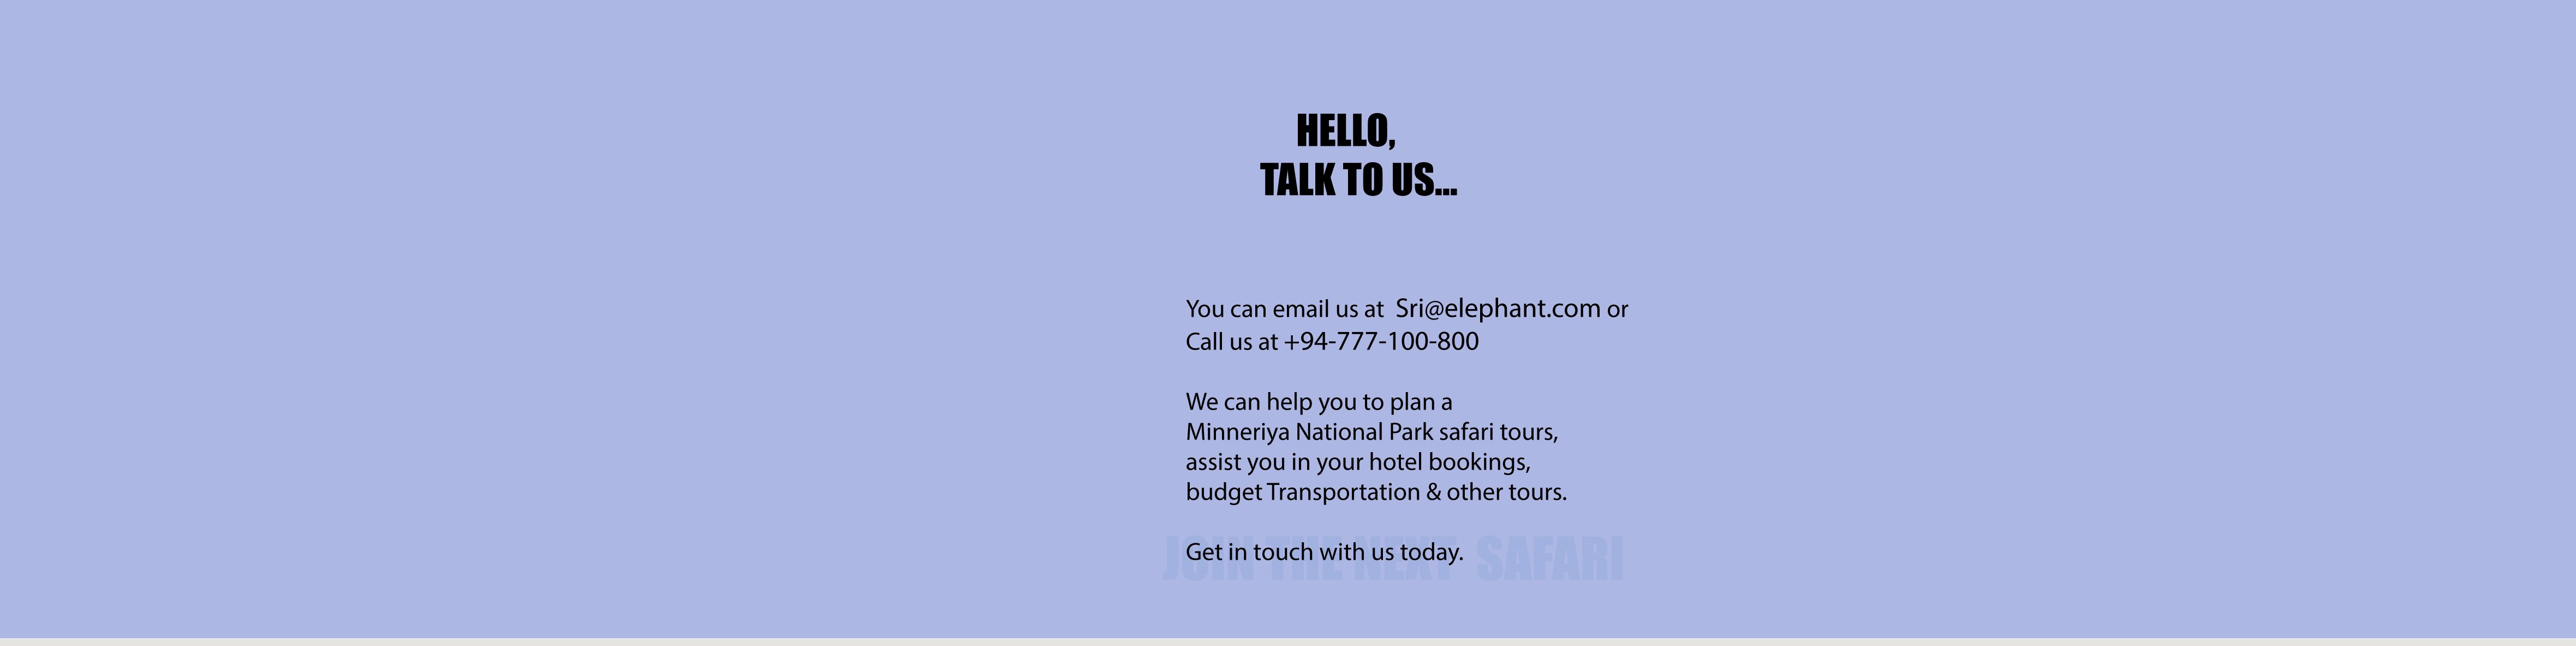 HELLO,
TALK TO US...
You can email us at  Sri@elephant.com or
Call us at +94-777-100-800
We can help you to plan a
Minneriya National Park safari tours,
assist you in your hotel bookings,
budget Transportation & other tours.
Get in touch with us today.
JOIN THE NEXT  SAFARI